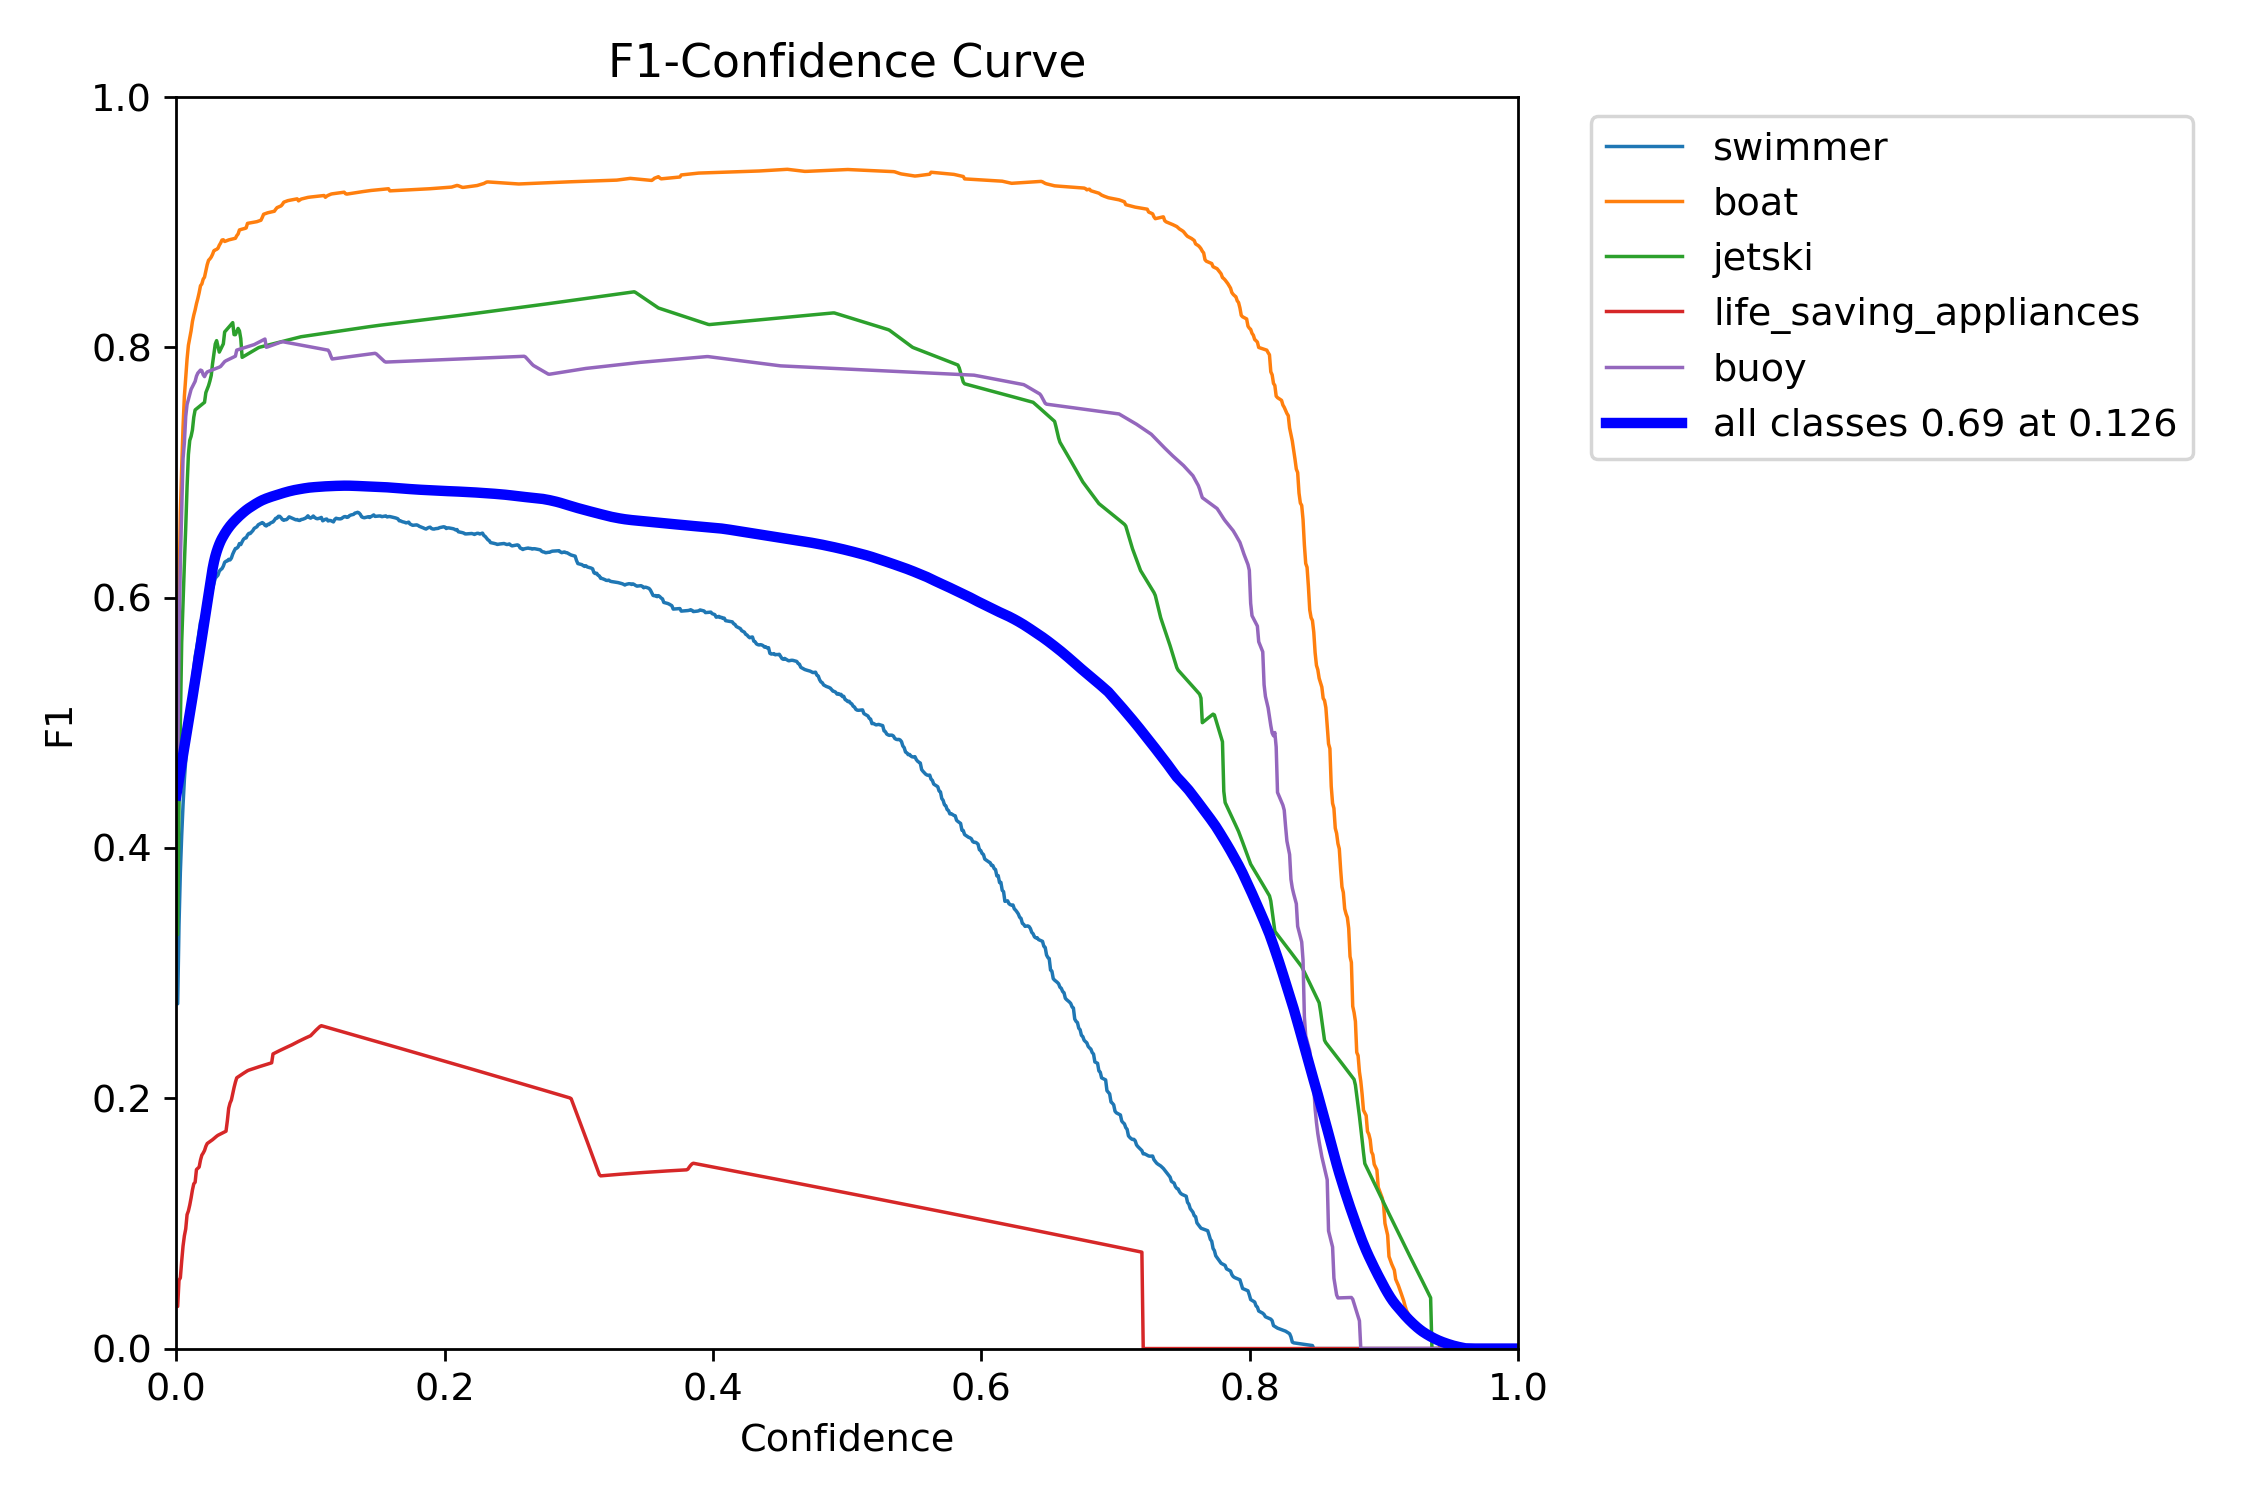 F1-Confidence Curve
1.0
0.8
0.6
0.4
0.2
0.0
F1
0.0 0.2 0.4 0.6 0.8 1.0
Confidence
swimmer
boat
jetski
life_saving_appliances
buoy
all classes 0.69 at 0.126